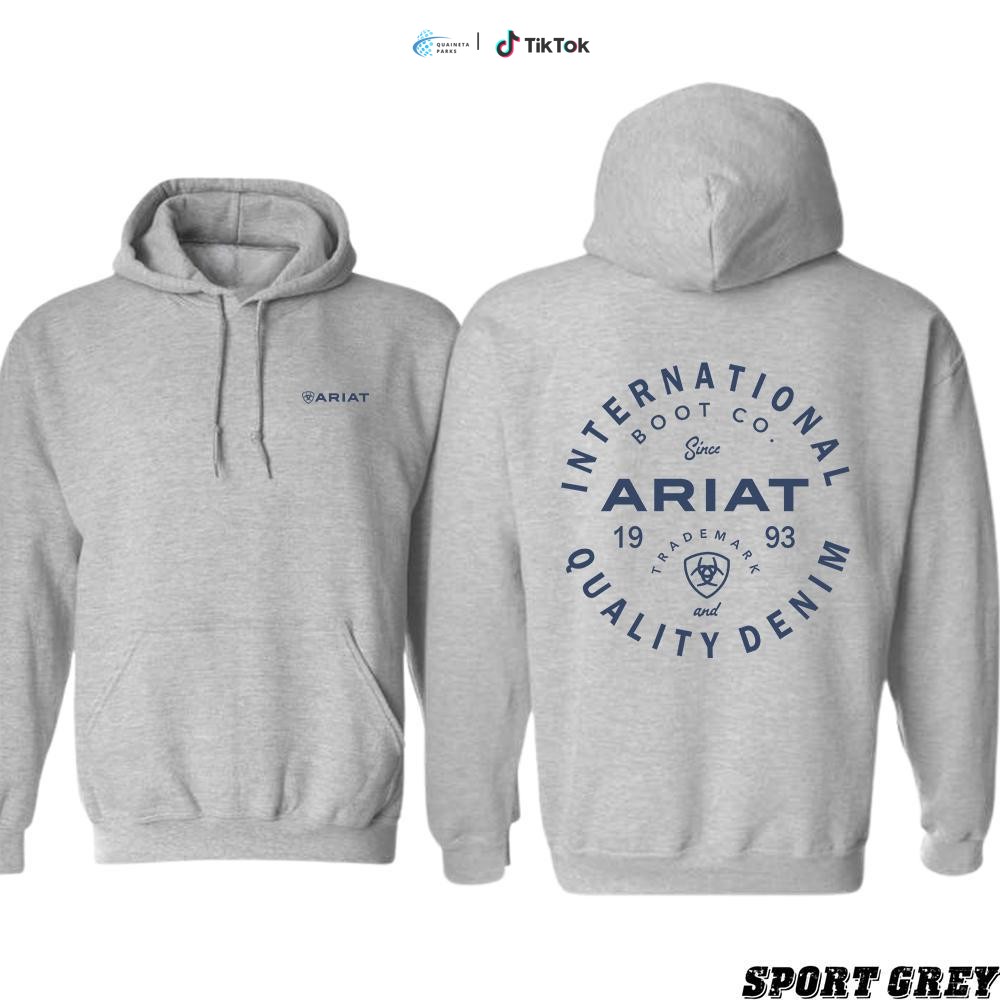 QUAINETA
PARKS
TikTok
ARIAT
INTERNATIONAL
BOOT CO.
Since
ARIAT
19 93
TRADEMARK
and
QUALITY DENIM
SPORT GREY